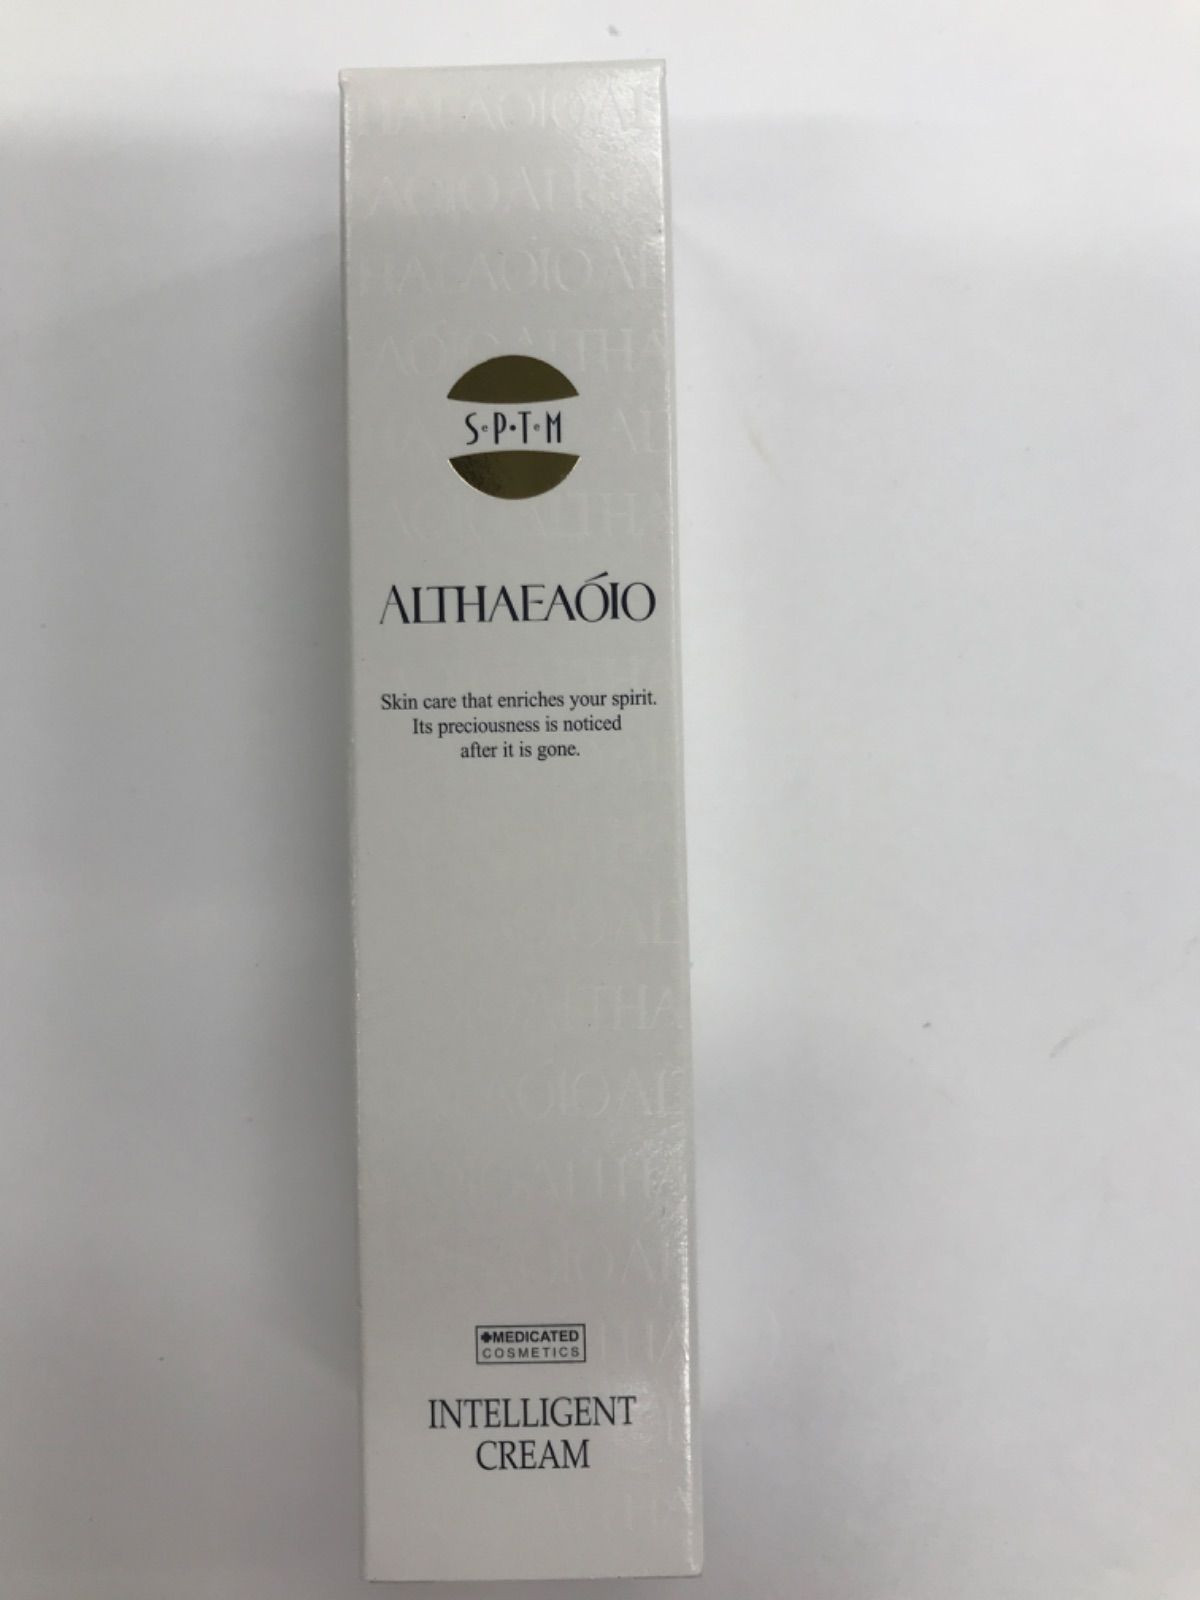 SePTeM
ALTHAEAÓIO
Skin care that enriches your spirit.
Its preciousness is noticed
after it is gone.
MEDICATED
COSMETICS
INTELLIGENT
CREAM